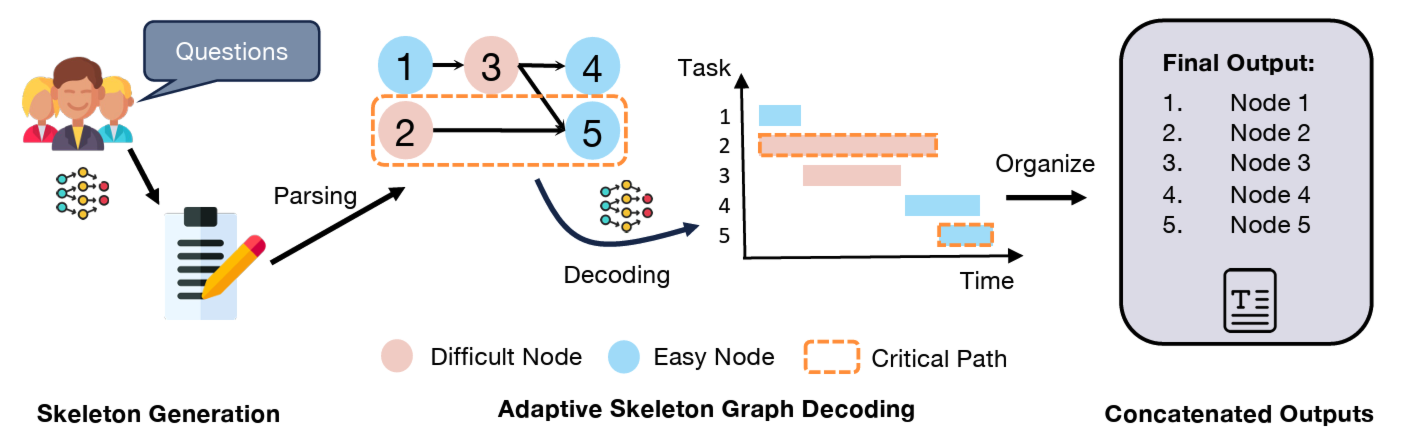 Questions
Parsing
1
3
4
2
5
Decoding
Task
1
2
3
4
5
Time
Organize
Final Output:
1. Node 1
2. Node 2
3. Node 3
4. Node 4
5. Node 5
T
Difficult Node
Easy Node
Critical Path
Skeleton Generation
Adaptive Skeleton Graph Decoding
Concatenated Outputs